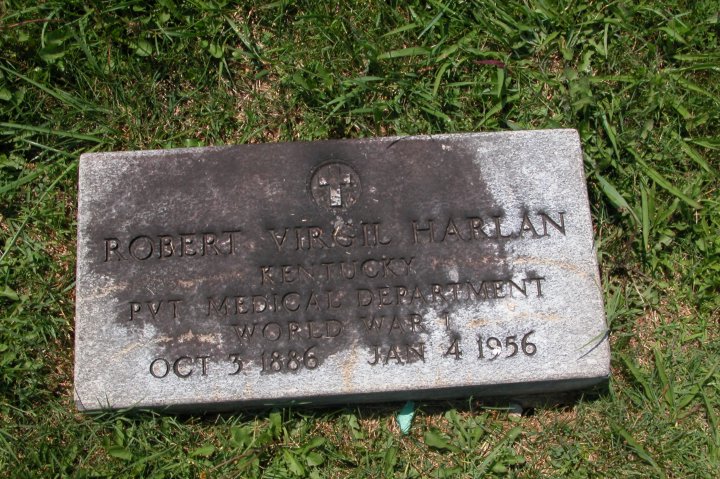 ROBERT VIRGIL HARLAN
KENTUCKY
PVT MEDICAL DEPARTMENT
WORLD WAR I
OCT 3 1886 JAN 4 1956